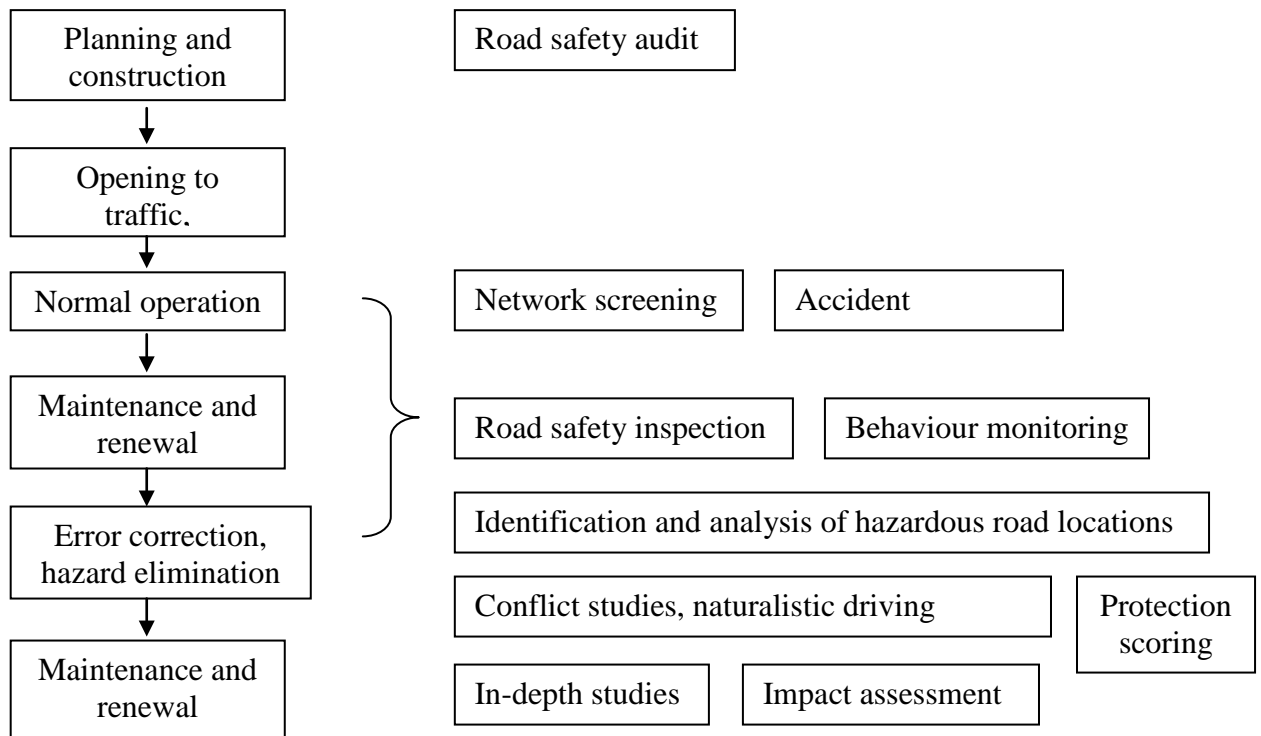 Planning and
construction
Road safety audit
Opening to
traffic,
Normal operation
Network screening
Accident
Maintenance and
renewal
Road safety inspection
Behaviour monitoring
Error correction,
hazard elimination
Identification and analysis of hazardous road locations
Conflict studies, naturalistic driving
Protection
scoring
Maintenance and
renewal
In-depth studies
Impact assessment